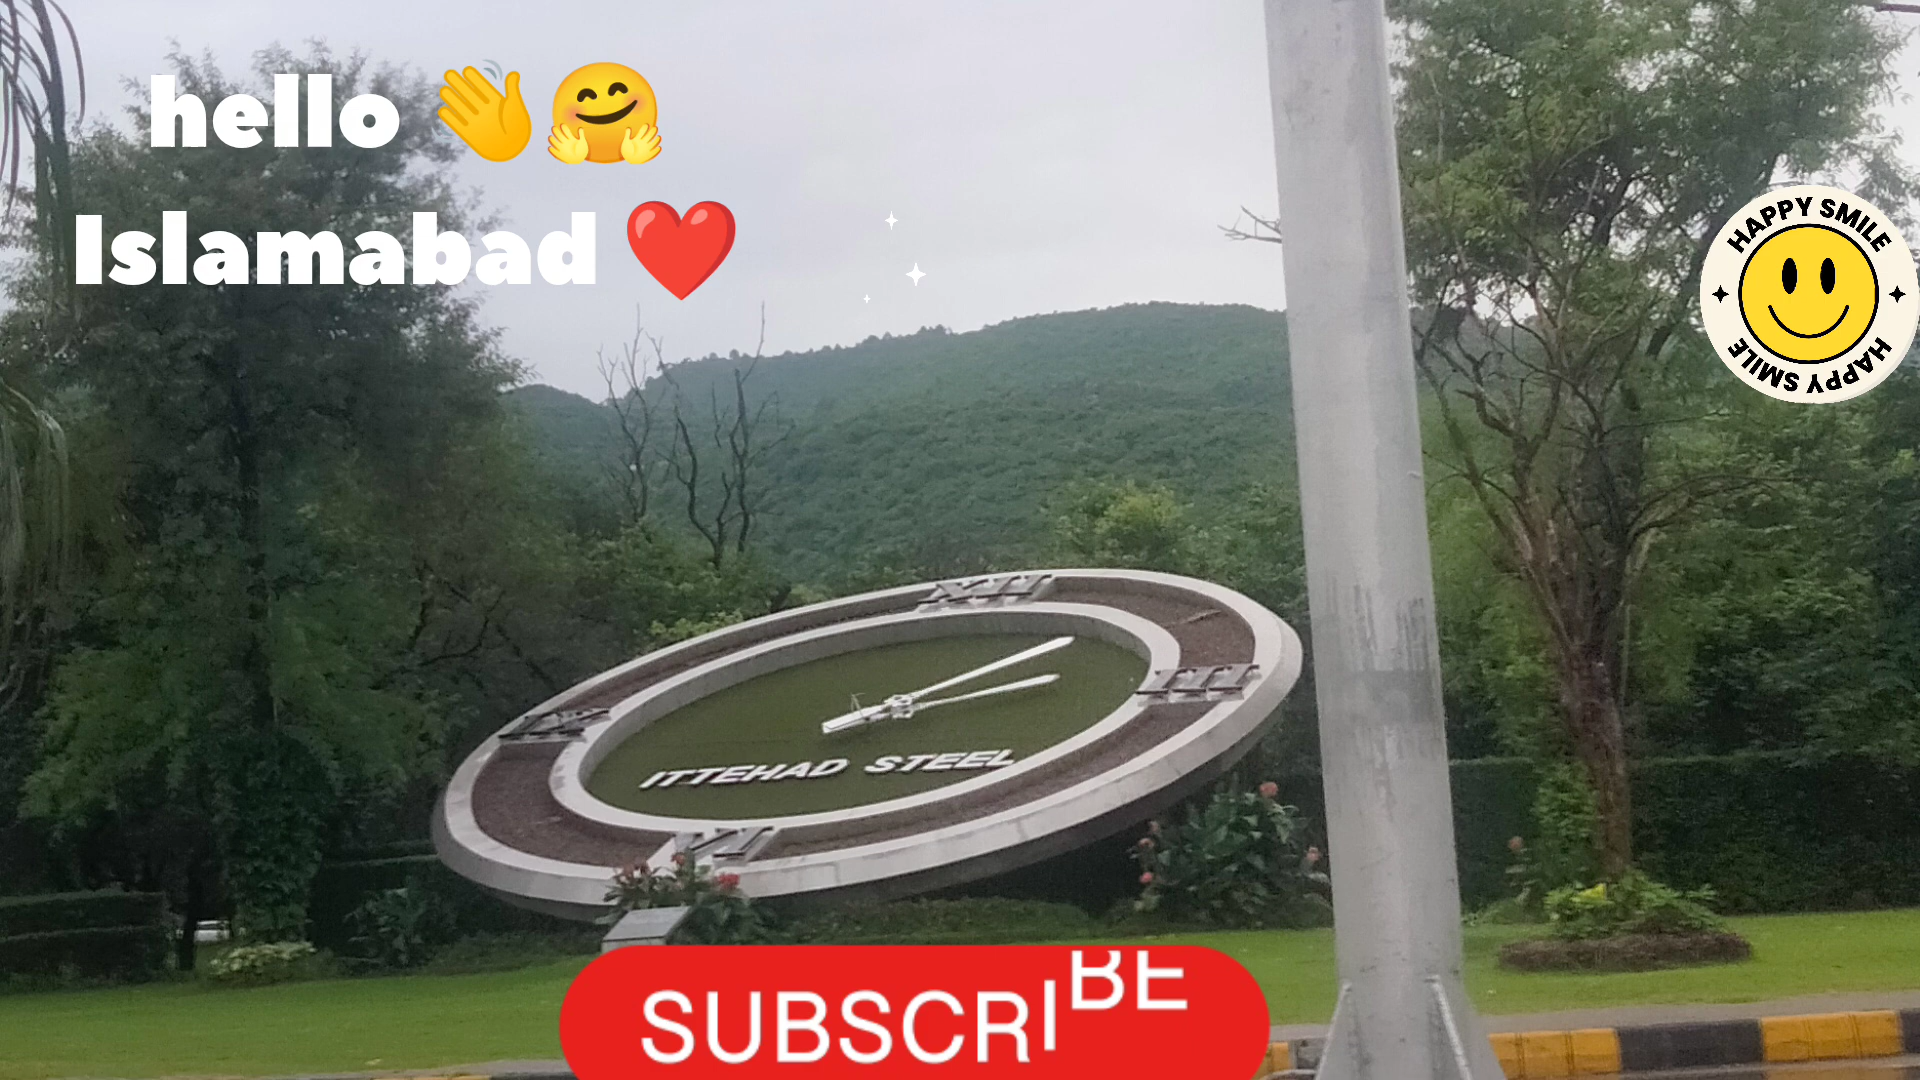 hello 👋🤗
Islamabad ❤️
HAPPY SMILE
HAPPY SMILE
XII
III
IX
VI
ITTEHAD STEEL
SUBSCRIBE